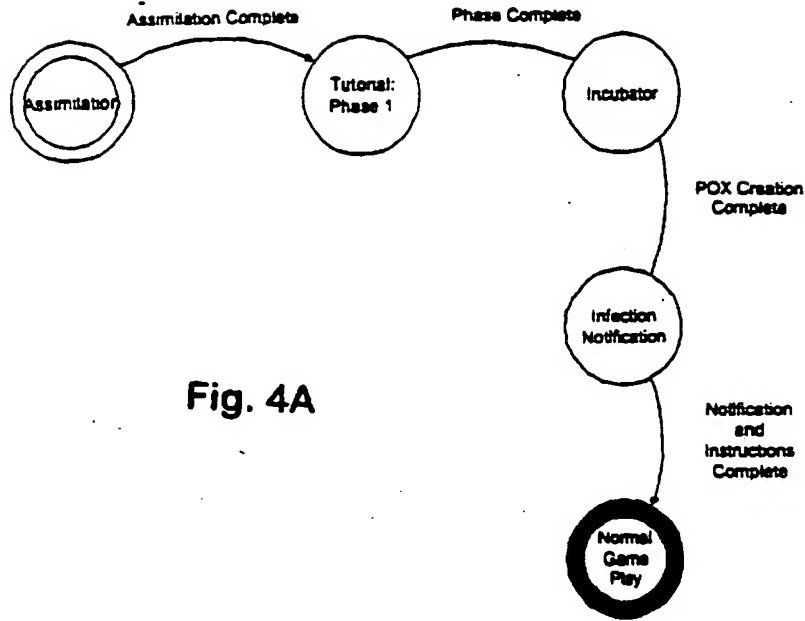 Assimilation Complete
Phase Complete
Assimilation
Tutorial:
Phase 1
Incubator
POX Creation
Complete
Infection
Notification
Fig. 4A
Notification
and
Instructions
Complete
Normal
Game
Play